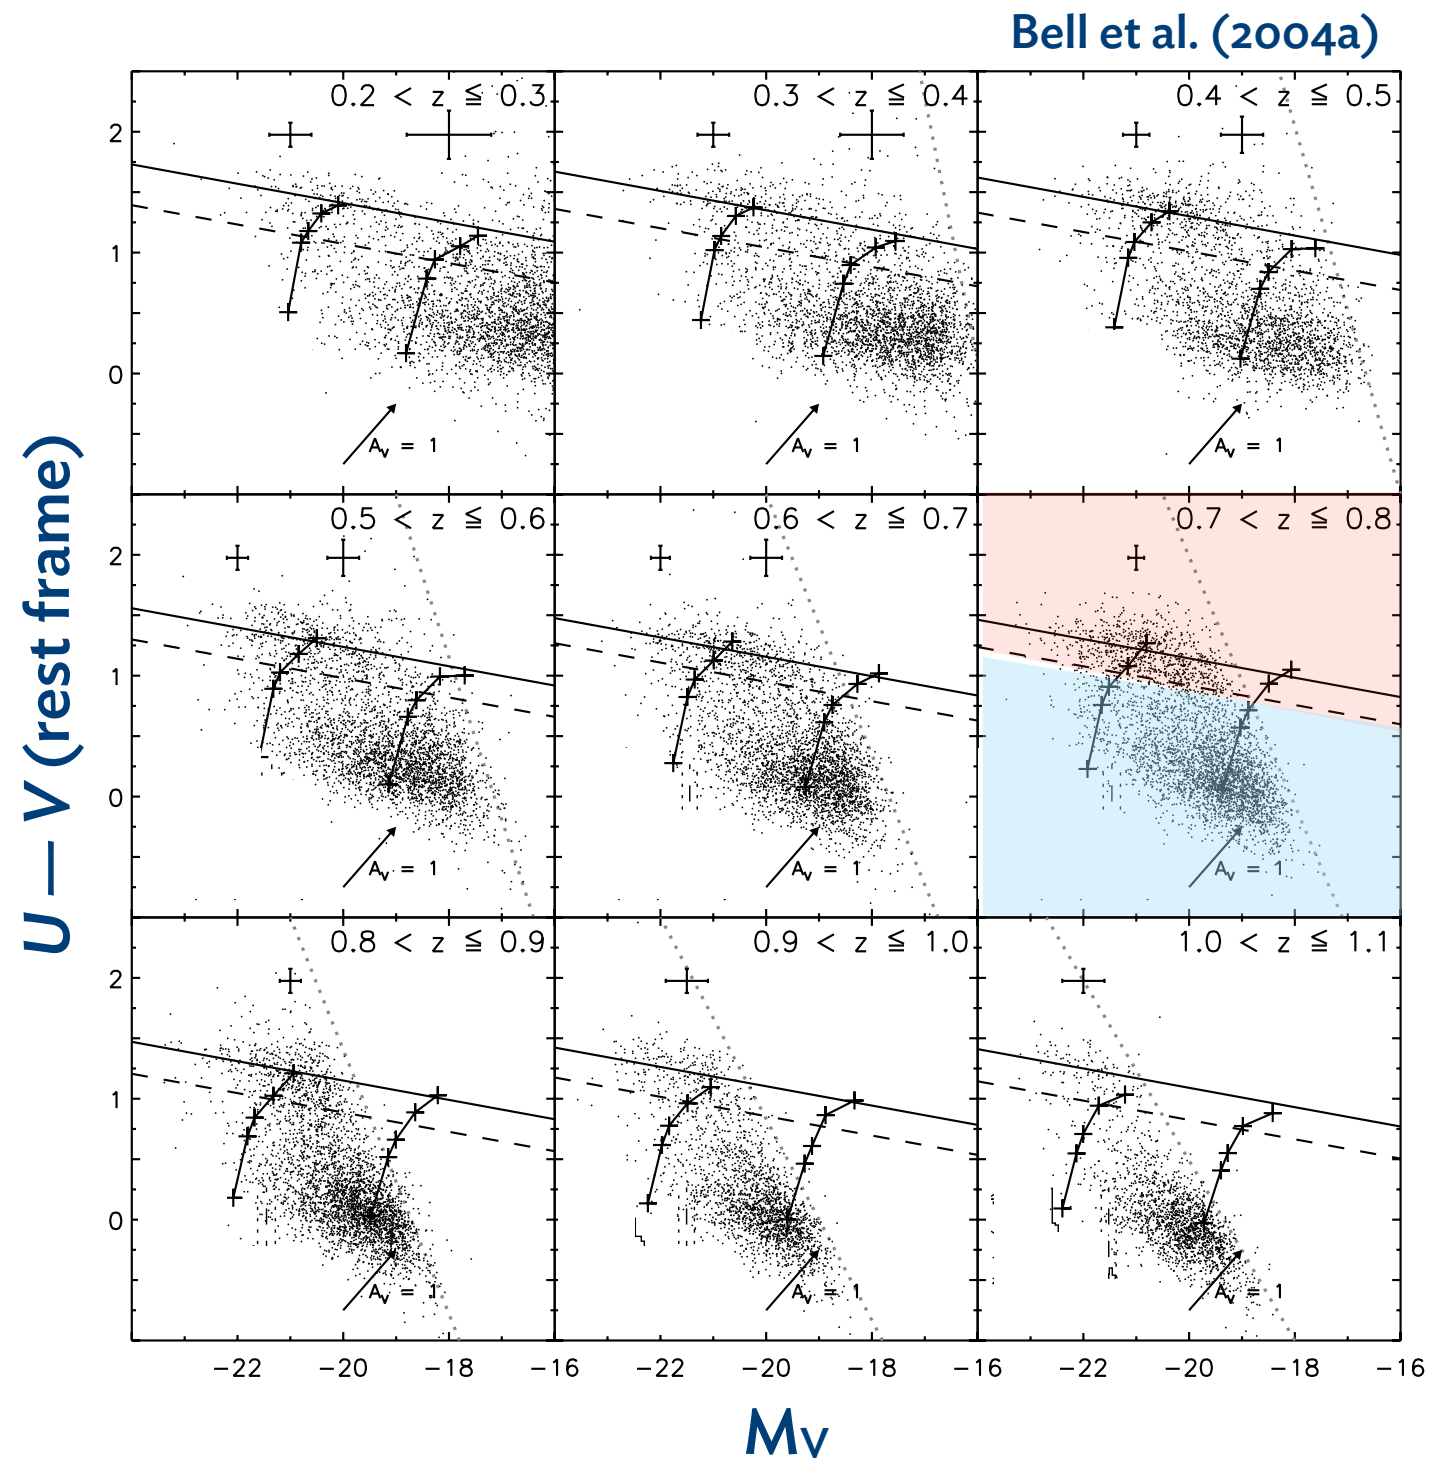 Bell et al. (2004a)
0.2 < z ≦ 0.3
0.3 < z ≦ 0.4
0.4 < z ≦ 0.5
2
1
0
A_V = 1
A_V = 1
A_V = 1
0.5 < z ≦ 0.6
0.6 < z ≦ 0.7
0.7 < z ≦ 0.8
2
1
0
A_V = 1
A_V = 1
A_V = 1
U — V (rest frame)
0.8 < z ≦ 0.9
0.9 < z ≦ 1.0
1.0 < z ≦ 1.1
2
1
0
A_V = 1
A_V = 1
A_V = 1
−22 −20 −18 −16 −22 −20 −18 −16 −22 −20 −18 −16
MV